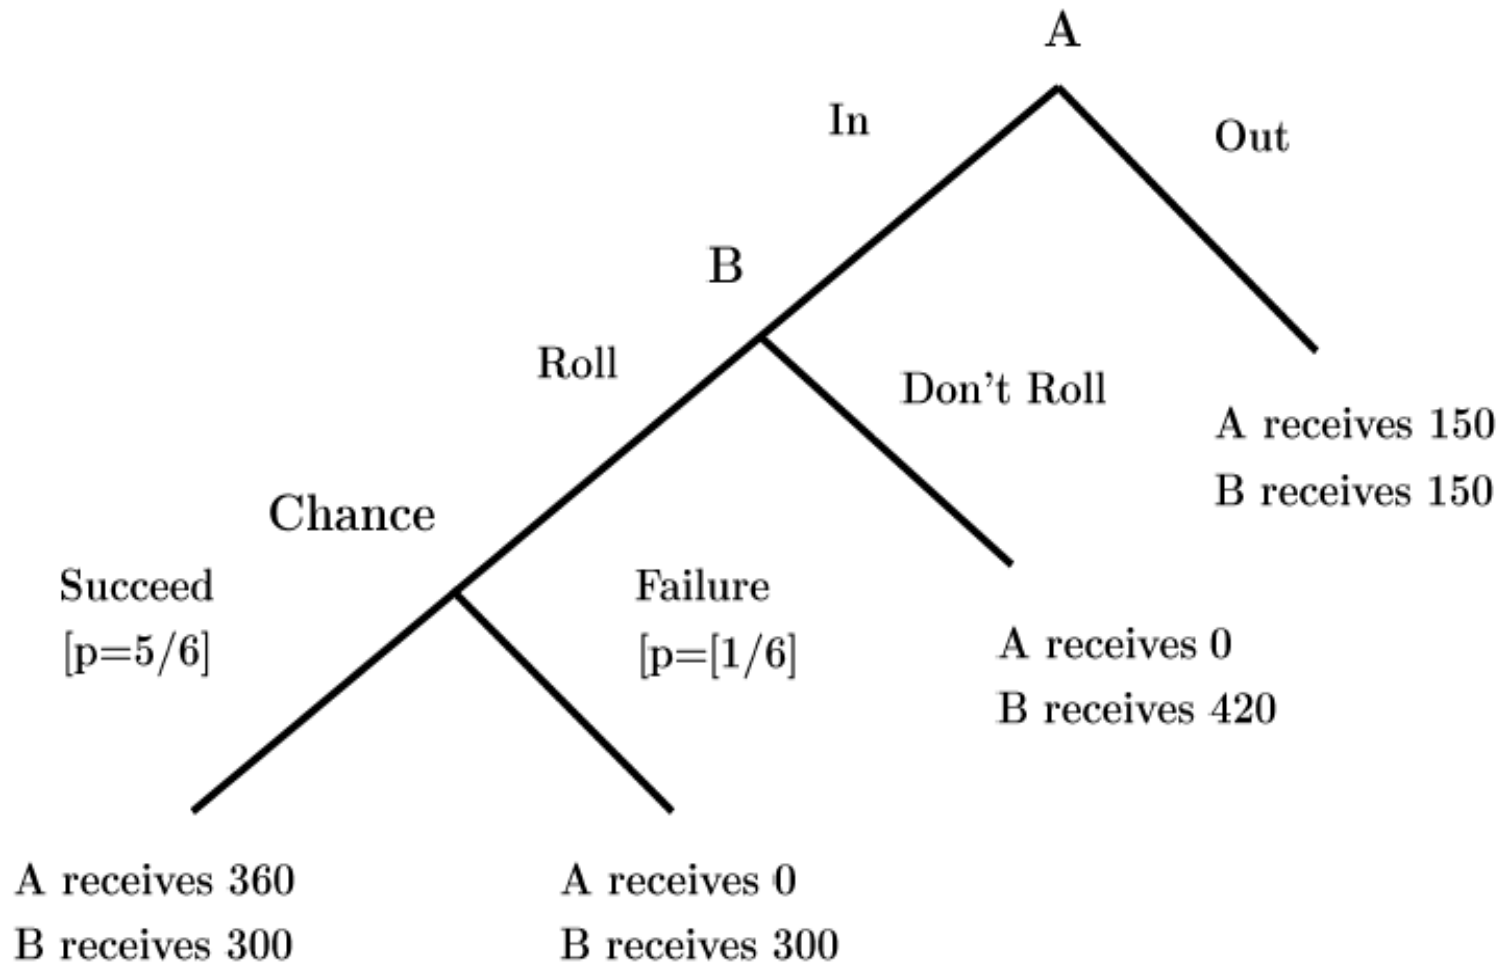 A
In
Out
B
Roll
Don't Roll
A receives 150
B receives 150
Chance
Succeed
[p=5/6]
Failure
[p=[1/6]
A receives 0
B receives 420
A receives 360
B receives 300
A receives 0
B receives 300